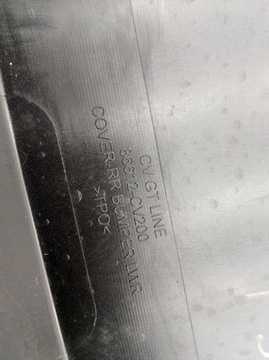 CV GT LINE
86612-CV200
COVER-RR BUMPER LWR
>TPO<